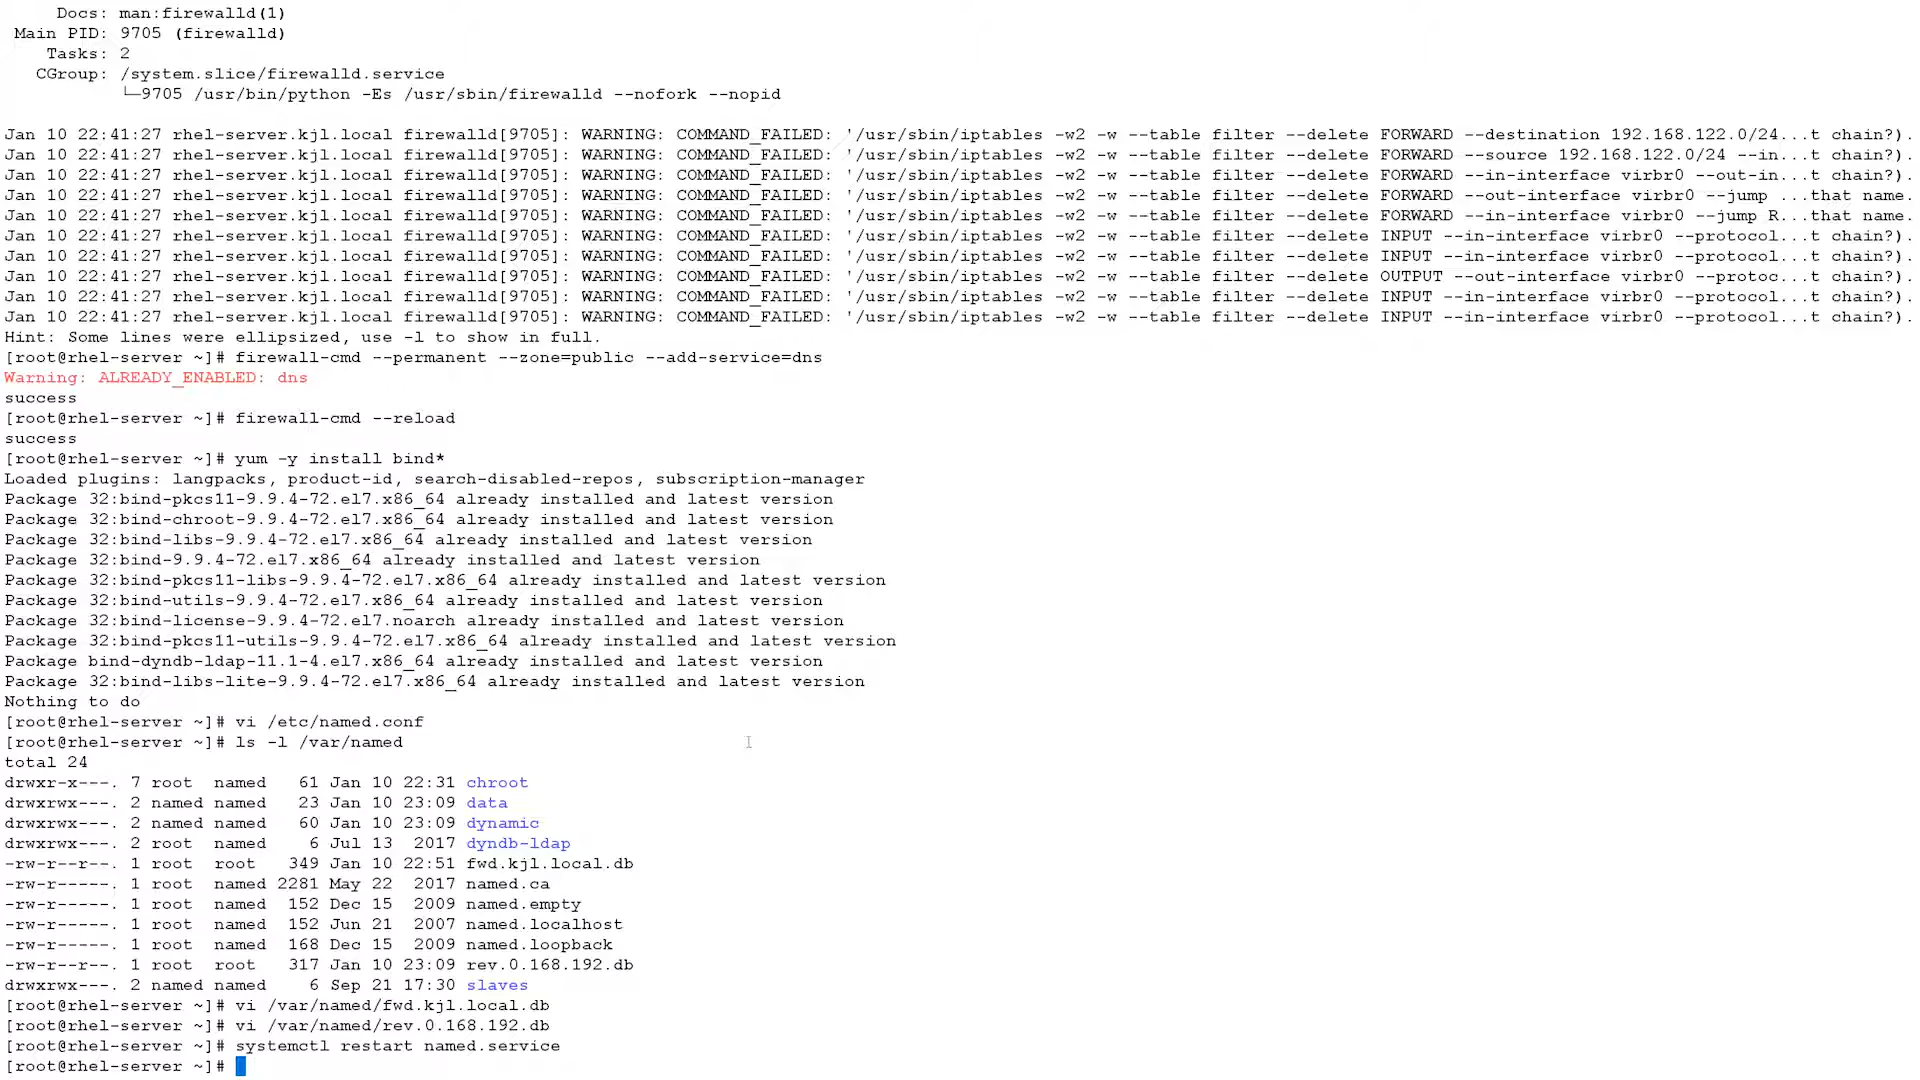 Docs: man:firewalld(1)
Main PID: 9705 (firewalld)
Tasks: 2
CGroup: /system.slice/firewalld.service
└─9705 /usr/bin/python -Es /usr/sbin/firewalld --nofork --nopid
Jan 10 22:41:27 rhel-server.kjl.local firewalld[9705]: WARNING: COMMAND_FAILED: '/usr/sbin/iptables -w2 -w --table filter --delete FORWARD --destination 192.168.122.0/24...t chain?).
Jan 10 22:41:27 rhel-server.kjl.local firewalld[9705]: WARNING: COMMAND_FAILED: '/usr/sbin/iptables -w2 -w --table filter --delete FORWARD --source 192.168.122.0/24 --in...t chain?).
Jan 10 22:41:27 rhel-server.kjl.local firewalld[9705]: WARNING: COMMAND_FAILED: '/usr/sbin/iptables -w2 -w --table filter --delete FORWARD --in-interface virbr0 --out-in...t chain?).
Jan 10 22:41:27 rhel-server.kjl.local firewalld[9705]: WARNING: COMMAND_FAILED: '/usr/sbin/iptables -w2 -w --table filter --delete FORWARD --out-interface virbr0 --jump ...that name.
Jan 10 22:41:27 rhel-server.kjl.local firewalld[9705]: WARNING: COMMAND_FAILED: '/usr/sbin/iptables -w2 -w --table filter --delete FORWARD --in-interface virbr0 --jump R...that name.
Jan 10 22:41:27 rhel-server.kjl.local firewalld[9705]: WARNING: COMMAND_FAILED: '/usr/sbin/iptables -w2 -w --table filter --delete INPUT --in-interface virbr0 --protocol...t chain?).
Jan 10 22:41:27 rhel-server.kjl.local firewalld[9705]: WARNING: COMMAND_FAILED: '/usr/sbin/iptables -w2 -w --table filter --delete INPUT --in-interface virbr0 --protocol...t chain?).
Jan 10 22:41:27 rhel-server.kjl.local firewalld[9705]: WARNING: COMMAND_FAILED: '/usr/sbin/iptables -w2 -w --table filter --delete OUTPUT --out-interface virbr0 --protoc...t chain?).
Jan 10 22:41:27 rhel-server.kjl.local firewalld[9705]: WARNING: COMMAND_FAILED: '/usr/sbin/iptables -w2 -w --table filter --delete INPUT --in-interface virbr0 --protocol...t chain?).
Jan 10 22:41:27 rhel-server.kjl.local firewalld[9705]: WARNING: COMMAND_FAILED: '/usr/sbin/iptables -w2 -w --table filter --delete INPUT --in-interface virbr0 --protocol...t chain?).
Hint: Some lines were ellipsized, use -l to show in full.
[root@rhel-server ~]# firewall-cmd --permanent --zone=public --add-service=dns
Warning: ALREADY_ENABLED: dns
success
[root@rhel-server ~]# firewall-cmd --reload
success
[root@rhel-server ~]# yum -y install bind*
Loaded plugins: langpacks, product-id, search-disabled-repos, subscription-manager
Package 32:bind-pkcs11-9.9.4-72.el7.x86_64 already installed and latest version
Package 32:bind-chroot-9.9.4-72.el7.x86_64 already installed and latest version
Package 32:bind-libs-9.9.4-72.el7.x86_64 already installed and latest version
Package 32:bind-9.9.4-72.el7.x86_64 already installed and latest version
Package 32:bind-pkcs11-libs-9.9.4-72.el7.x86_64 already installed and latest version
Package 32:bind-utils-9.9.4-72.el7.x86_64 already installed and latest version
Package 32:bind-license-9.9.4-72.el7.noarch already installed and latest version
Package 32:bind-pkcs11-utils-9.9.4-72.el7.x86_64 already installed and latest version
Package bind-dyndb-ldap-11.1-4.el7.x86_64 already installed and latest version
Package 32:bind-libs-lite-9.9.4-72.el7.x86_64 already installed and latest version
Nothing to do
[root@rhel-server ~]# vi /etc/named.conf
[root@rhel-server ~]# ls -l /var/named
total 24
drwxr-x---. 7 root  named   61 Jan 10 22:31 chroot
drwxrwx---. 2 named named   23 Jan 10 23:09 data
drwxrwx---. 2 named named   60 Jan 10 23:09 dynamic
drwxrwx---. 2 root  named    6 Jul 13  2017 dyndb-ldap
-rw-r--r--. 1 root  root   349 Jan 10 22:51 fwd.kjl.local.db
-rw-r-----. 1 root  named 2281 May 22  2017 named.ca
-rw-r-----. 1 root  named  152 Dec 15  2009 named.empty
-rw-r-----. 1 root  named  152 Jun 21  2007 named.localhost
-rw-r-----. 1 root  named  168 Dec 15  2009 named.loopback
-rw-r--r--. 1 root  root   317 Jan 10 23:09 rev.0.168.192.db
drwxrwx---. 2 named named    6 Sep 21 17:30 slaves
[root@rhel-server ~]# vi /var/named/fwd.kjl.local.db
[root@rhel-server ~]# vi /var/named/rev.0.168.192.db
[root@rhel-server ~]# systemctl restart named.service
[root@rhel-server ~]#